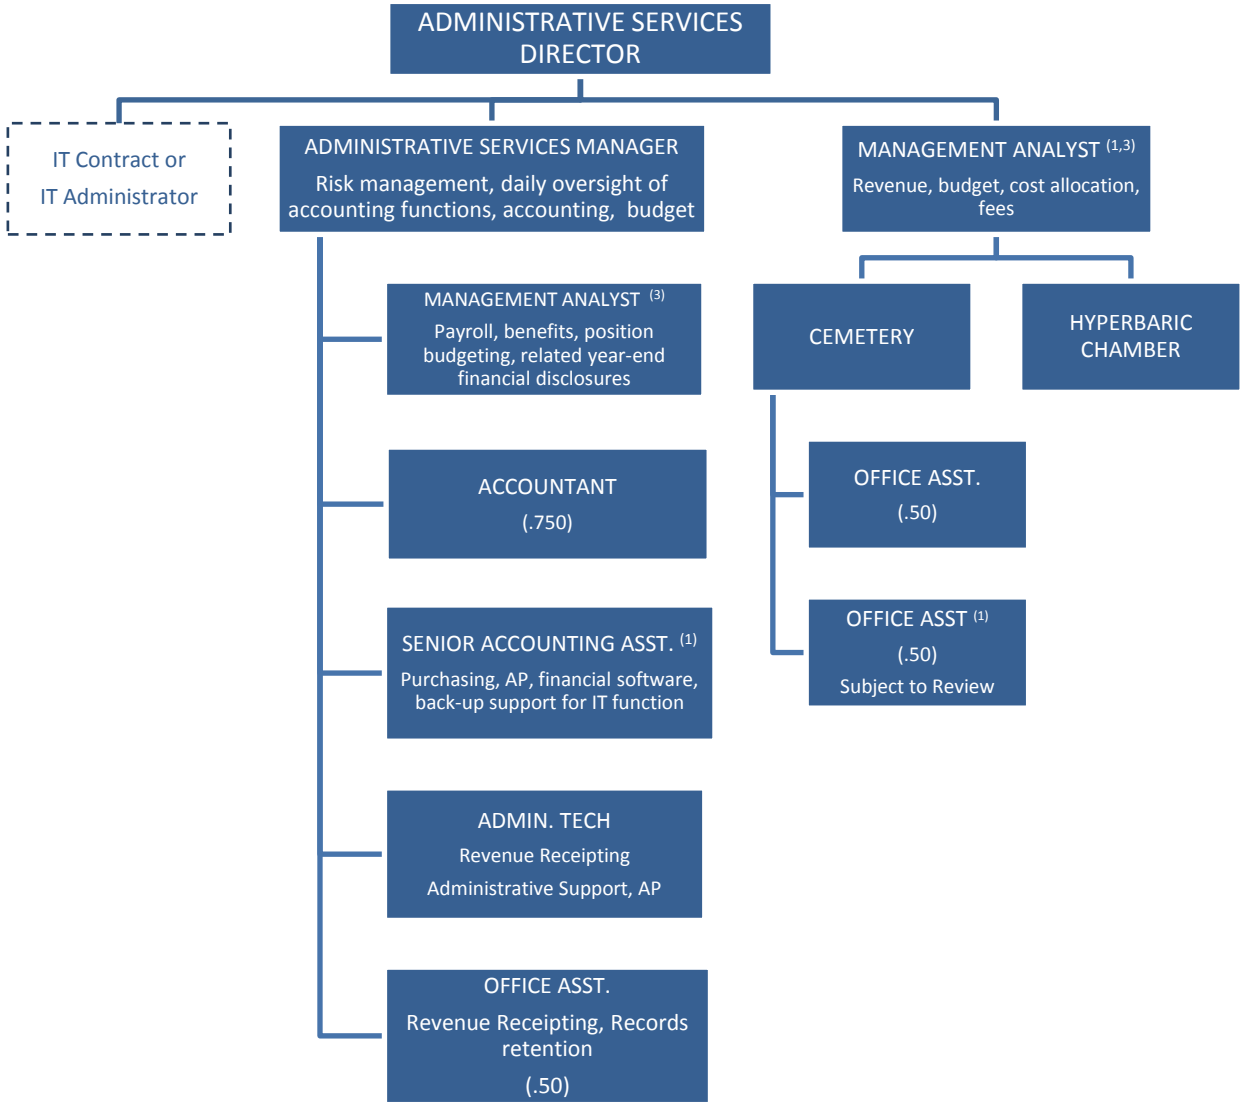 ADMINISTRATIVE SERVICES
DIRECTOR
IT Contract or
IT Administrator
ADMINISTRATIVE SERVICES MANAGER
Risk management, daily oversight of
accounting functions, accounting, budget
MANAGEMENT ANALYST (1,3)
Revenue, budget, cost allocation,
fees
MANAGEMENT ANALYST (3)
Payroll, benefits, position
budgeting, related year-end
financial disclosures
ACCOUNTANT
(.750)
SENIOR ACCOUNTING ASST. (1)
Purchasing, AP, financial software,
back-up support for IT function
ADMIN. TECH
Revenue Receipting
Administrative Support, AP
OFFICE ASST.
Revenue Receipting, Records
retention
(.50)
CEMETERY
HYPERBARIC
CHAMBER
OFFICE ASST.
(.50)
OFFICE ASST (1)
(.50)
Subject to Review